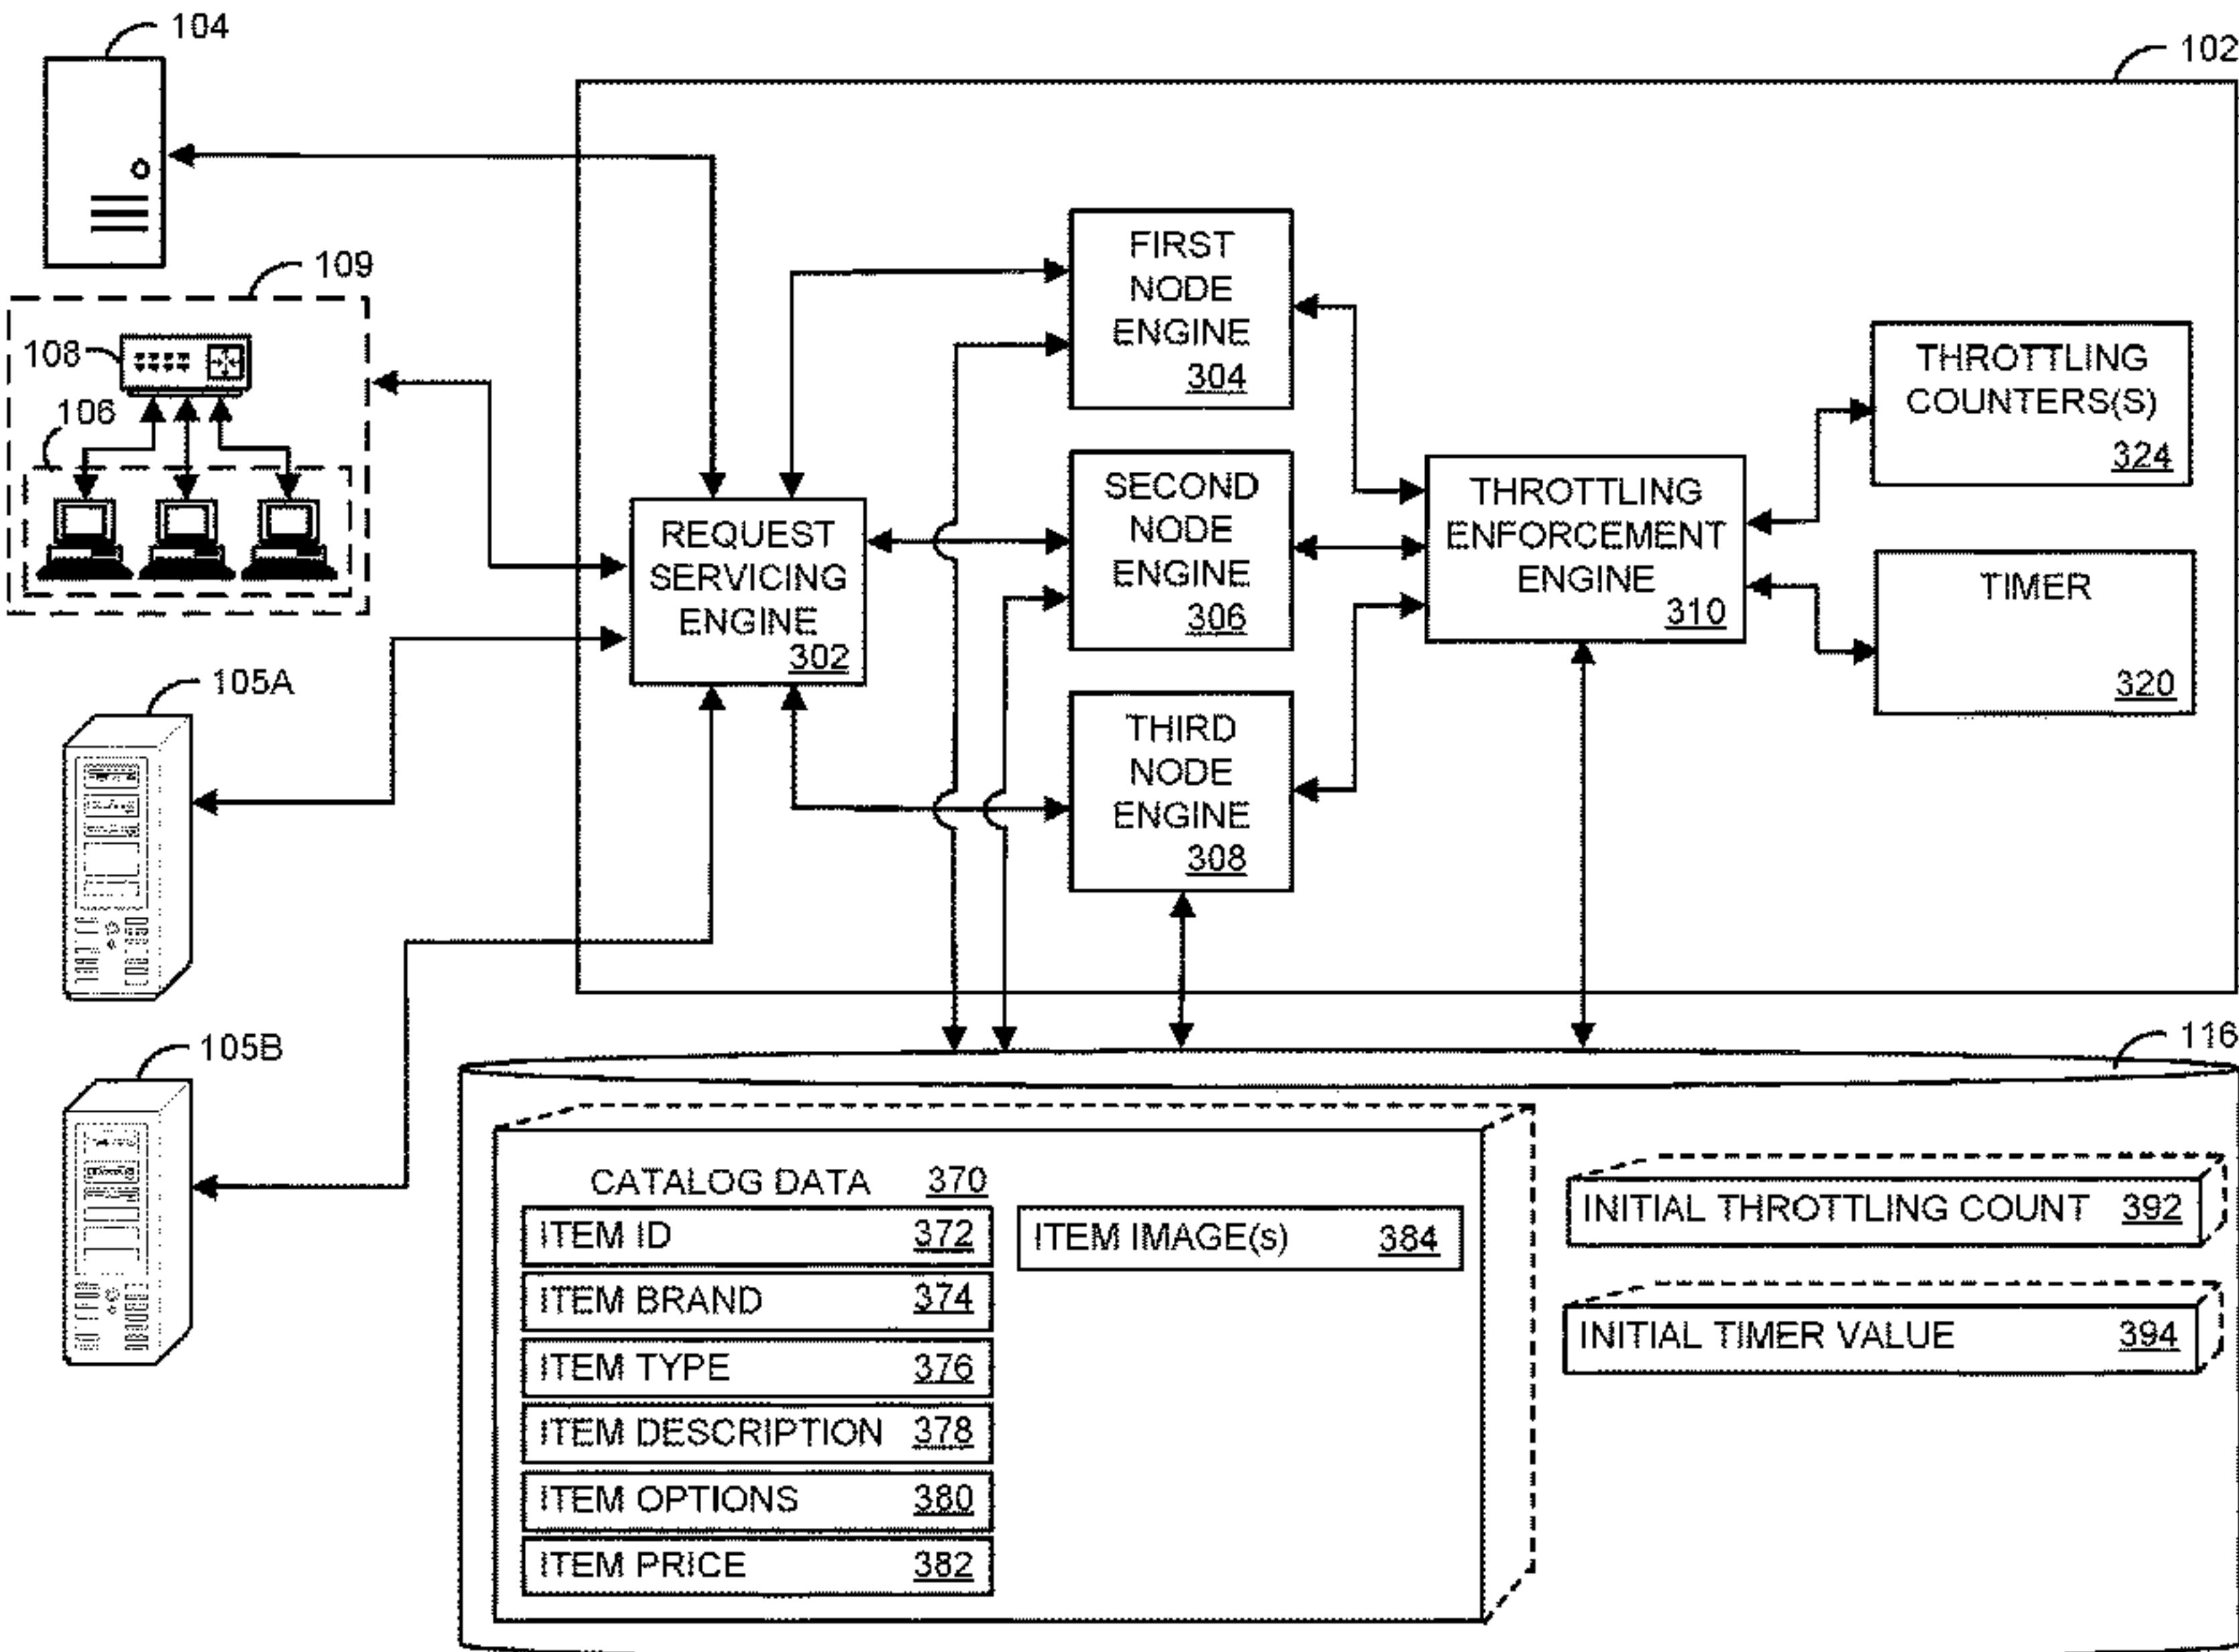 104
102
109
108
106
FIRST
NODE
ENGINE
304
THROTTLING
COUNTERS(S)
324
SECOND
NODE
ENGINE
306
THROTTLING
ENFORCEMENT
ENGINE
310
REQUEST
SERVICING
ENGINE
302
TIMER
320
105A
THIRD
NODE
ENGINE
308
105B
116
CATALOG DATA 370
ITEM ID 372
ITEM IMAGE(s) 384
ITEM BRAND 374
ITEM TYPE 376
ITEM DESCRIPTION 378
ITEM OPTIONS 380
ITEM PRICE 382
INITIAL THROTTLING COUNT 392
INITIAL TIMER VALUE 394